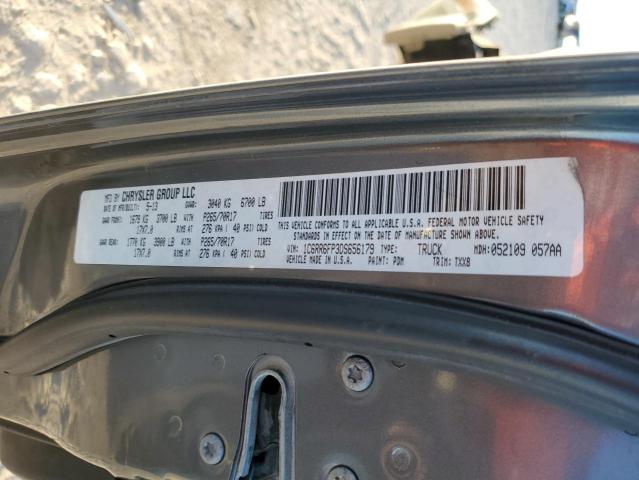 MFD BY CHRYSLER GROUP LLC
DATE OF MFR: 5-13 GVWR: 3040 KG 6700 LB
GAWR FRONT: 1679 KG 3700 LB P265/70R17 TIRES
17X7.0 RIMS AT 276 KPA ( 40 PSI) COLD
GAWR REAR: 1770 KG 3900 LB P265/70R17 TIRES
17X7.0 RIMS AT 276 KPA ( 40 PSI) COLD
THIS VEHICLE CONFORMS TO ALL APPLICABLE U.S.A. FEDERAL MOTOR VEHICLE SAFETY
STANDARDS IN EFFECT ON THE DATE OF MANUFACTURE SHOWN ABOVE.
VIN: 1C6RR6FP3DS656179 TYPE: TRUCK MDH:052109 057AA
VEHICLE MADE IN U.S.A. PAINT: PDM TRIM: TXX8